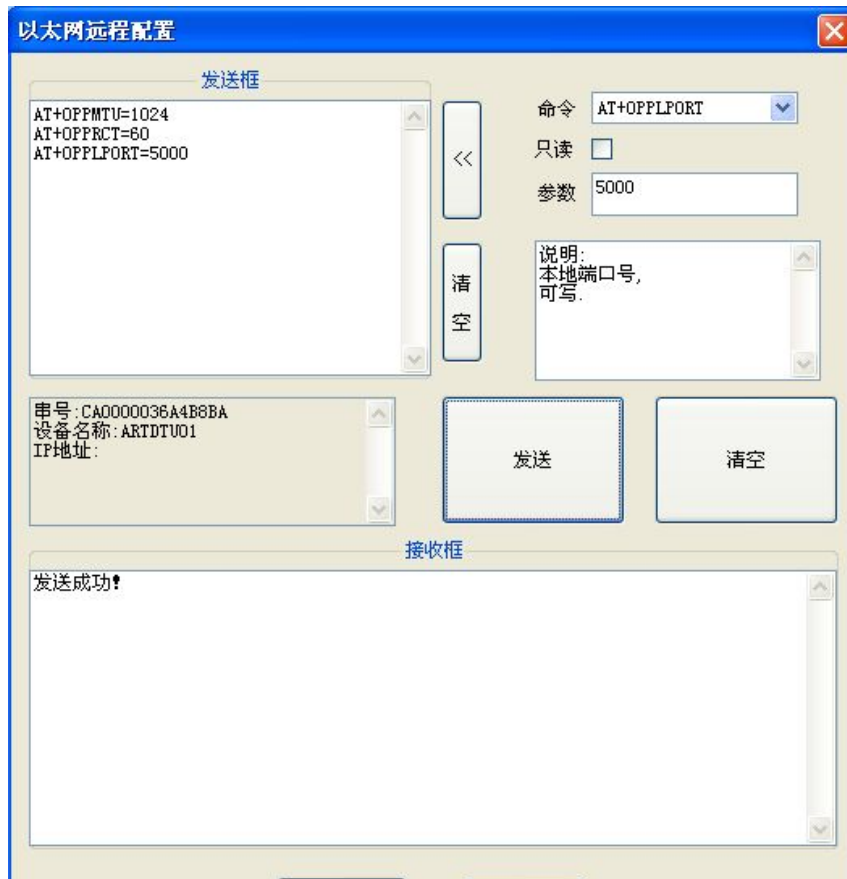 以太网远程配置
发送框
AT+OPPMTU=1024
AT+OPPRCT=60
AT+OPPLPORT=5000
<<
清空
命令 AT+OPPLPORT
只读
参数 5000
说明:
本地端口号,
可写.
串号:CA0000036A4B8BA
设备名称:ARTDTU01
IP地址:
发送
清空
接收框
发送成功!